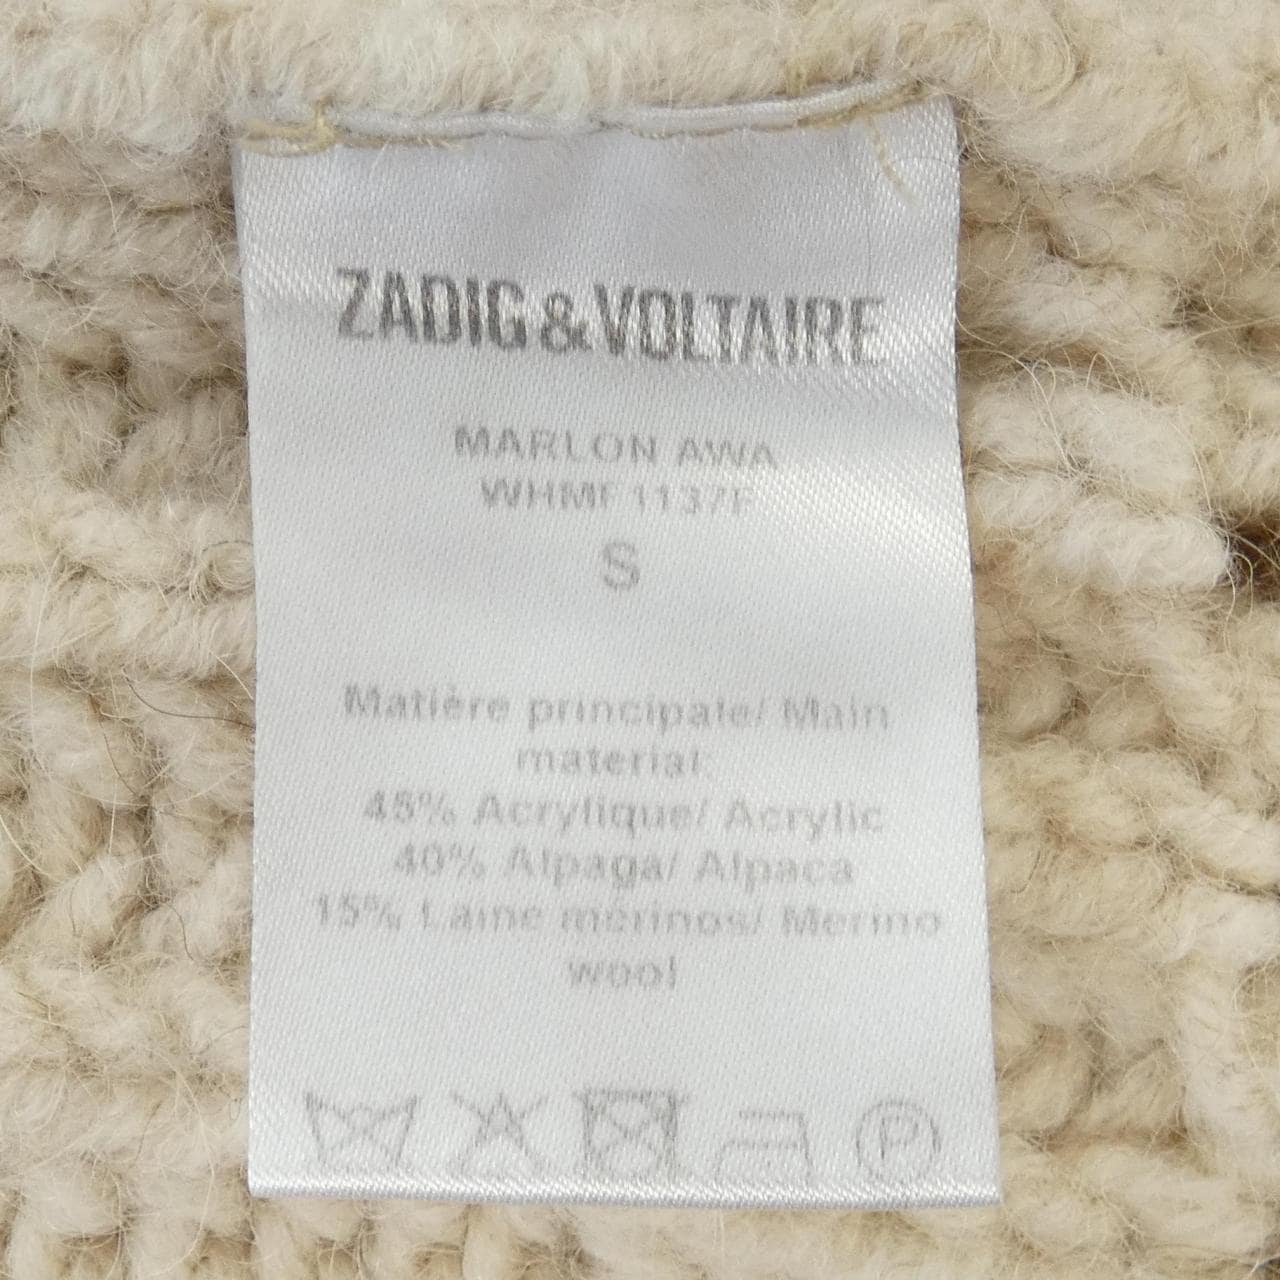 ZADIG & VOLTAIRE
MARLON AWA
WHMF1137F
S
Matière principale/ Main
material:
45% Acrylique/ Acrylic
40% Alpaga/ Alpaca
15% Laine mérinos/ Merino
wool
P